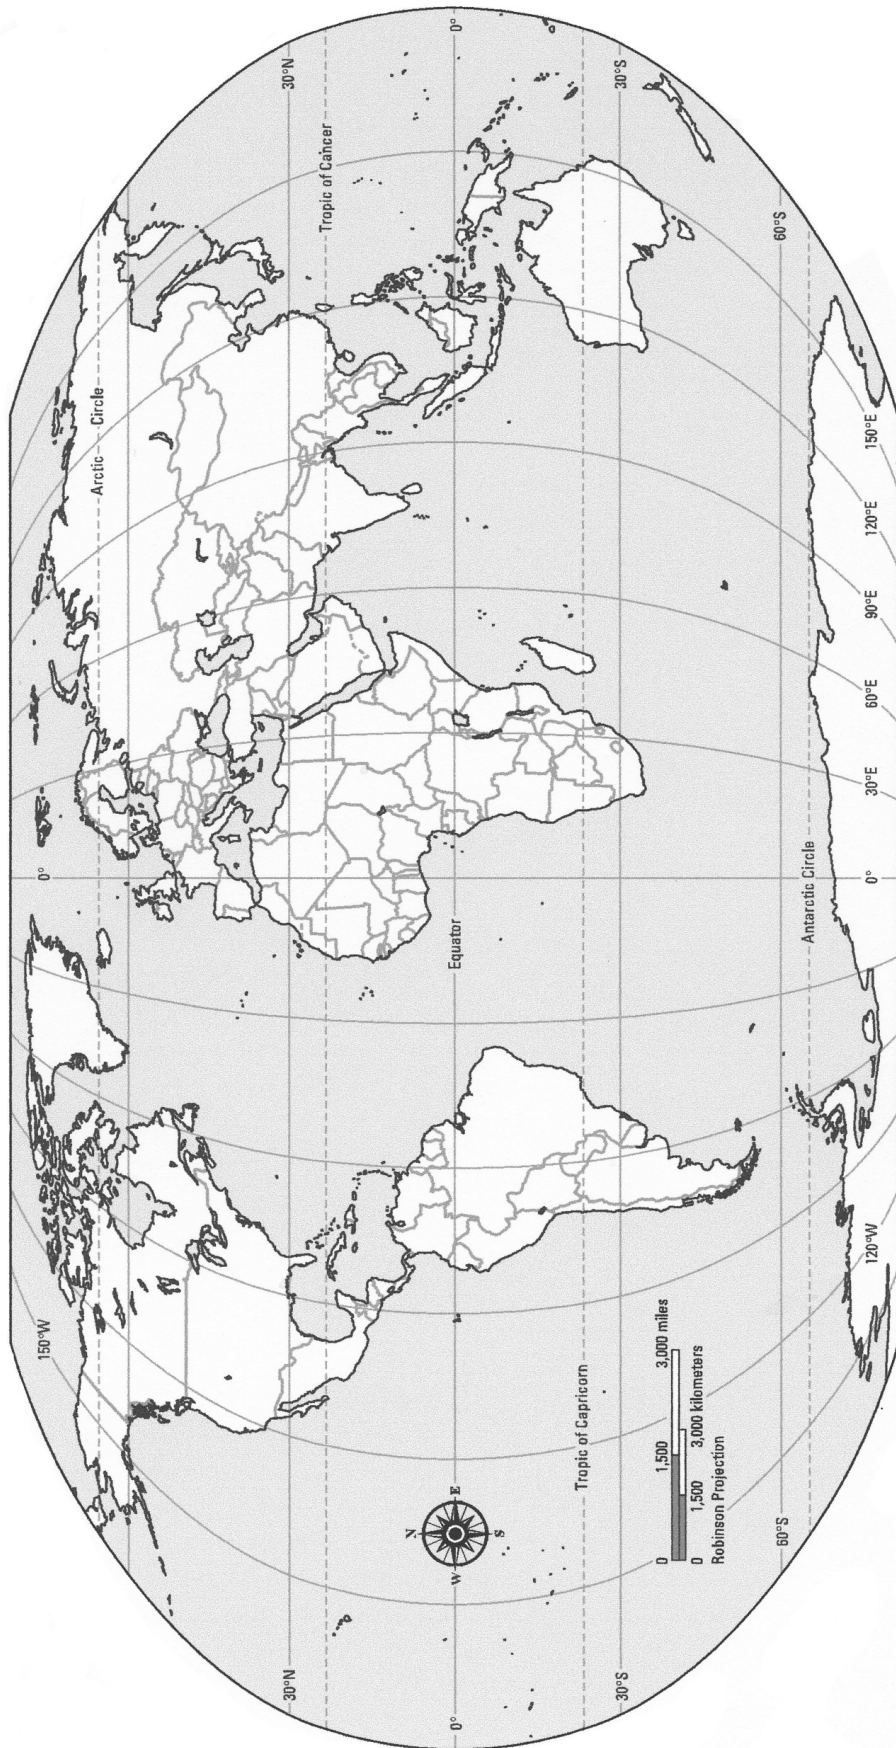 150°W
0°
Arctic Circle
30°N
30°N
Tropic of Cancer
0°
Equator
0°
N
W
E
S
Tropic of Capricorn
30°S
30°S
0 1,500 3,000 miles
0 1,500 3,000 kilometers
Robinson Projection
60°S
60°S
Antarctic Circle
120°W
0°
30°E
60°E
90°E
120°E
150°E